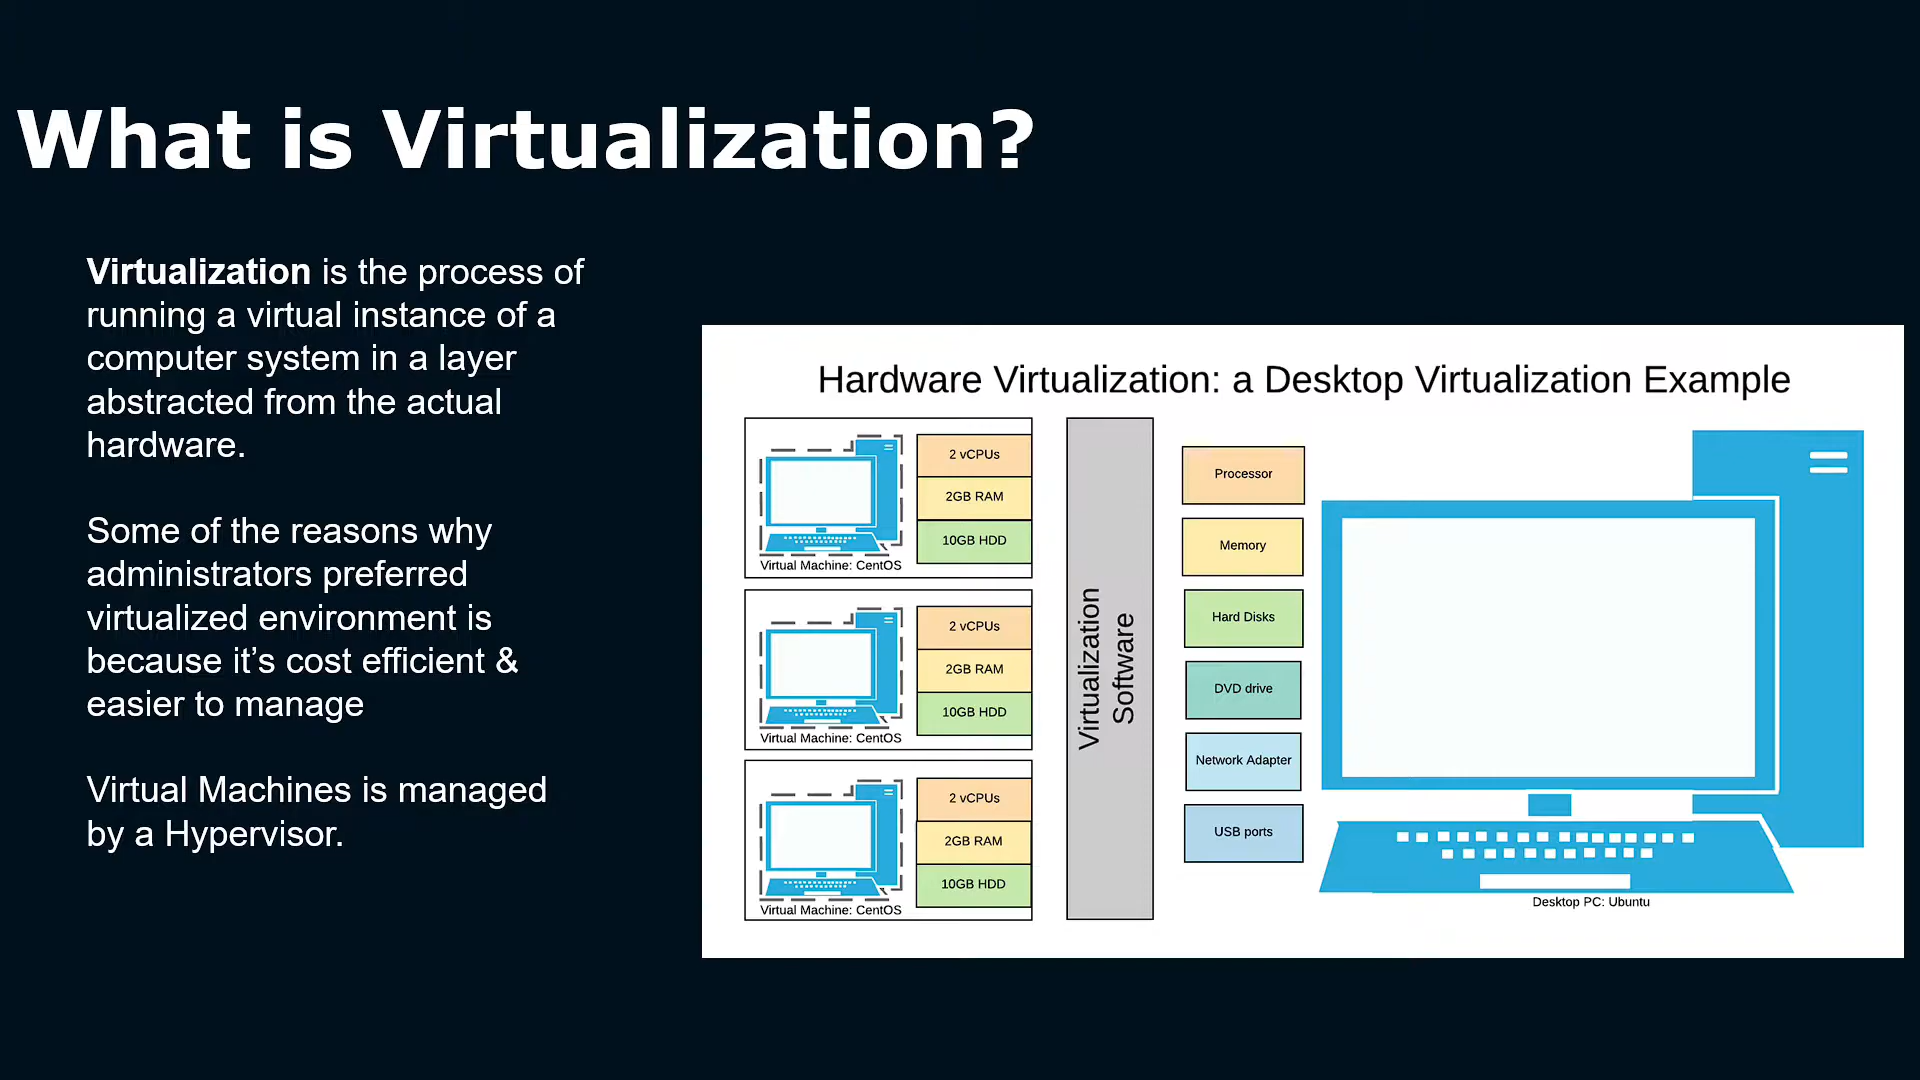 What is Virtualization?
Virtualization is the process of
running a virtual instance of a
computer system in a layer
abstracted from the actual
hardware.
Some of the reasons why
administrators preferred
virtualized environment is
because it’s cost efficient &
easier to manage
Virtual Machines is managed
by a Hypervisor.
Hardware Virtualization: a Desktop Virtualization Example
2 vCPUs
2GB RAM
10GB HDD
Virtual Machine: CentOS
2 vCPUs
2GB RAM
10GB HDD
Virtual Machine: CentOS
2 vCPUs
2GB RAM
10GB HDD
Virtual Machine: CentOS
Virtualization
Software
Processor
Memory
Hard Disks
DVD drive
Network Adapter
USB ports
Desktop PC: Ubuntu